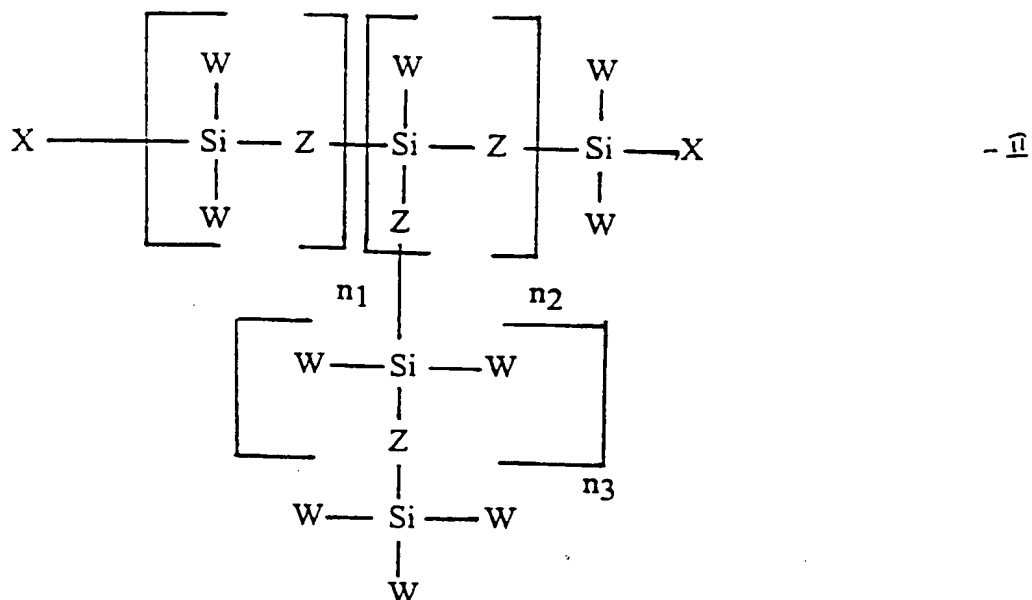 W W W
X Si Z Si Z Si X - II
W Z W
n1 n2
W Si W
Z
n3
W Si W
W